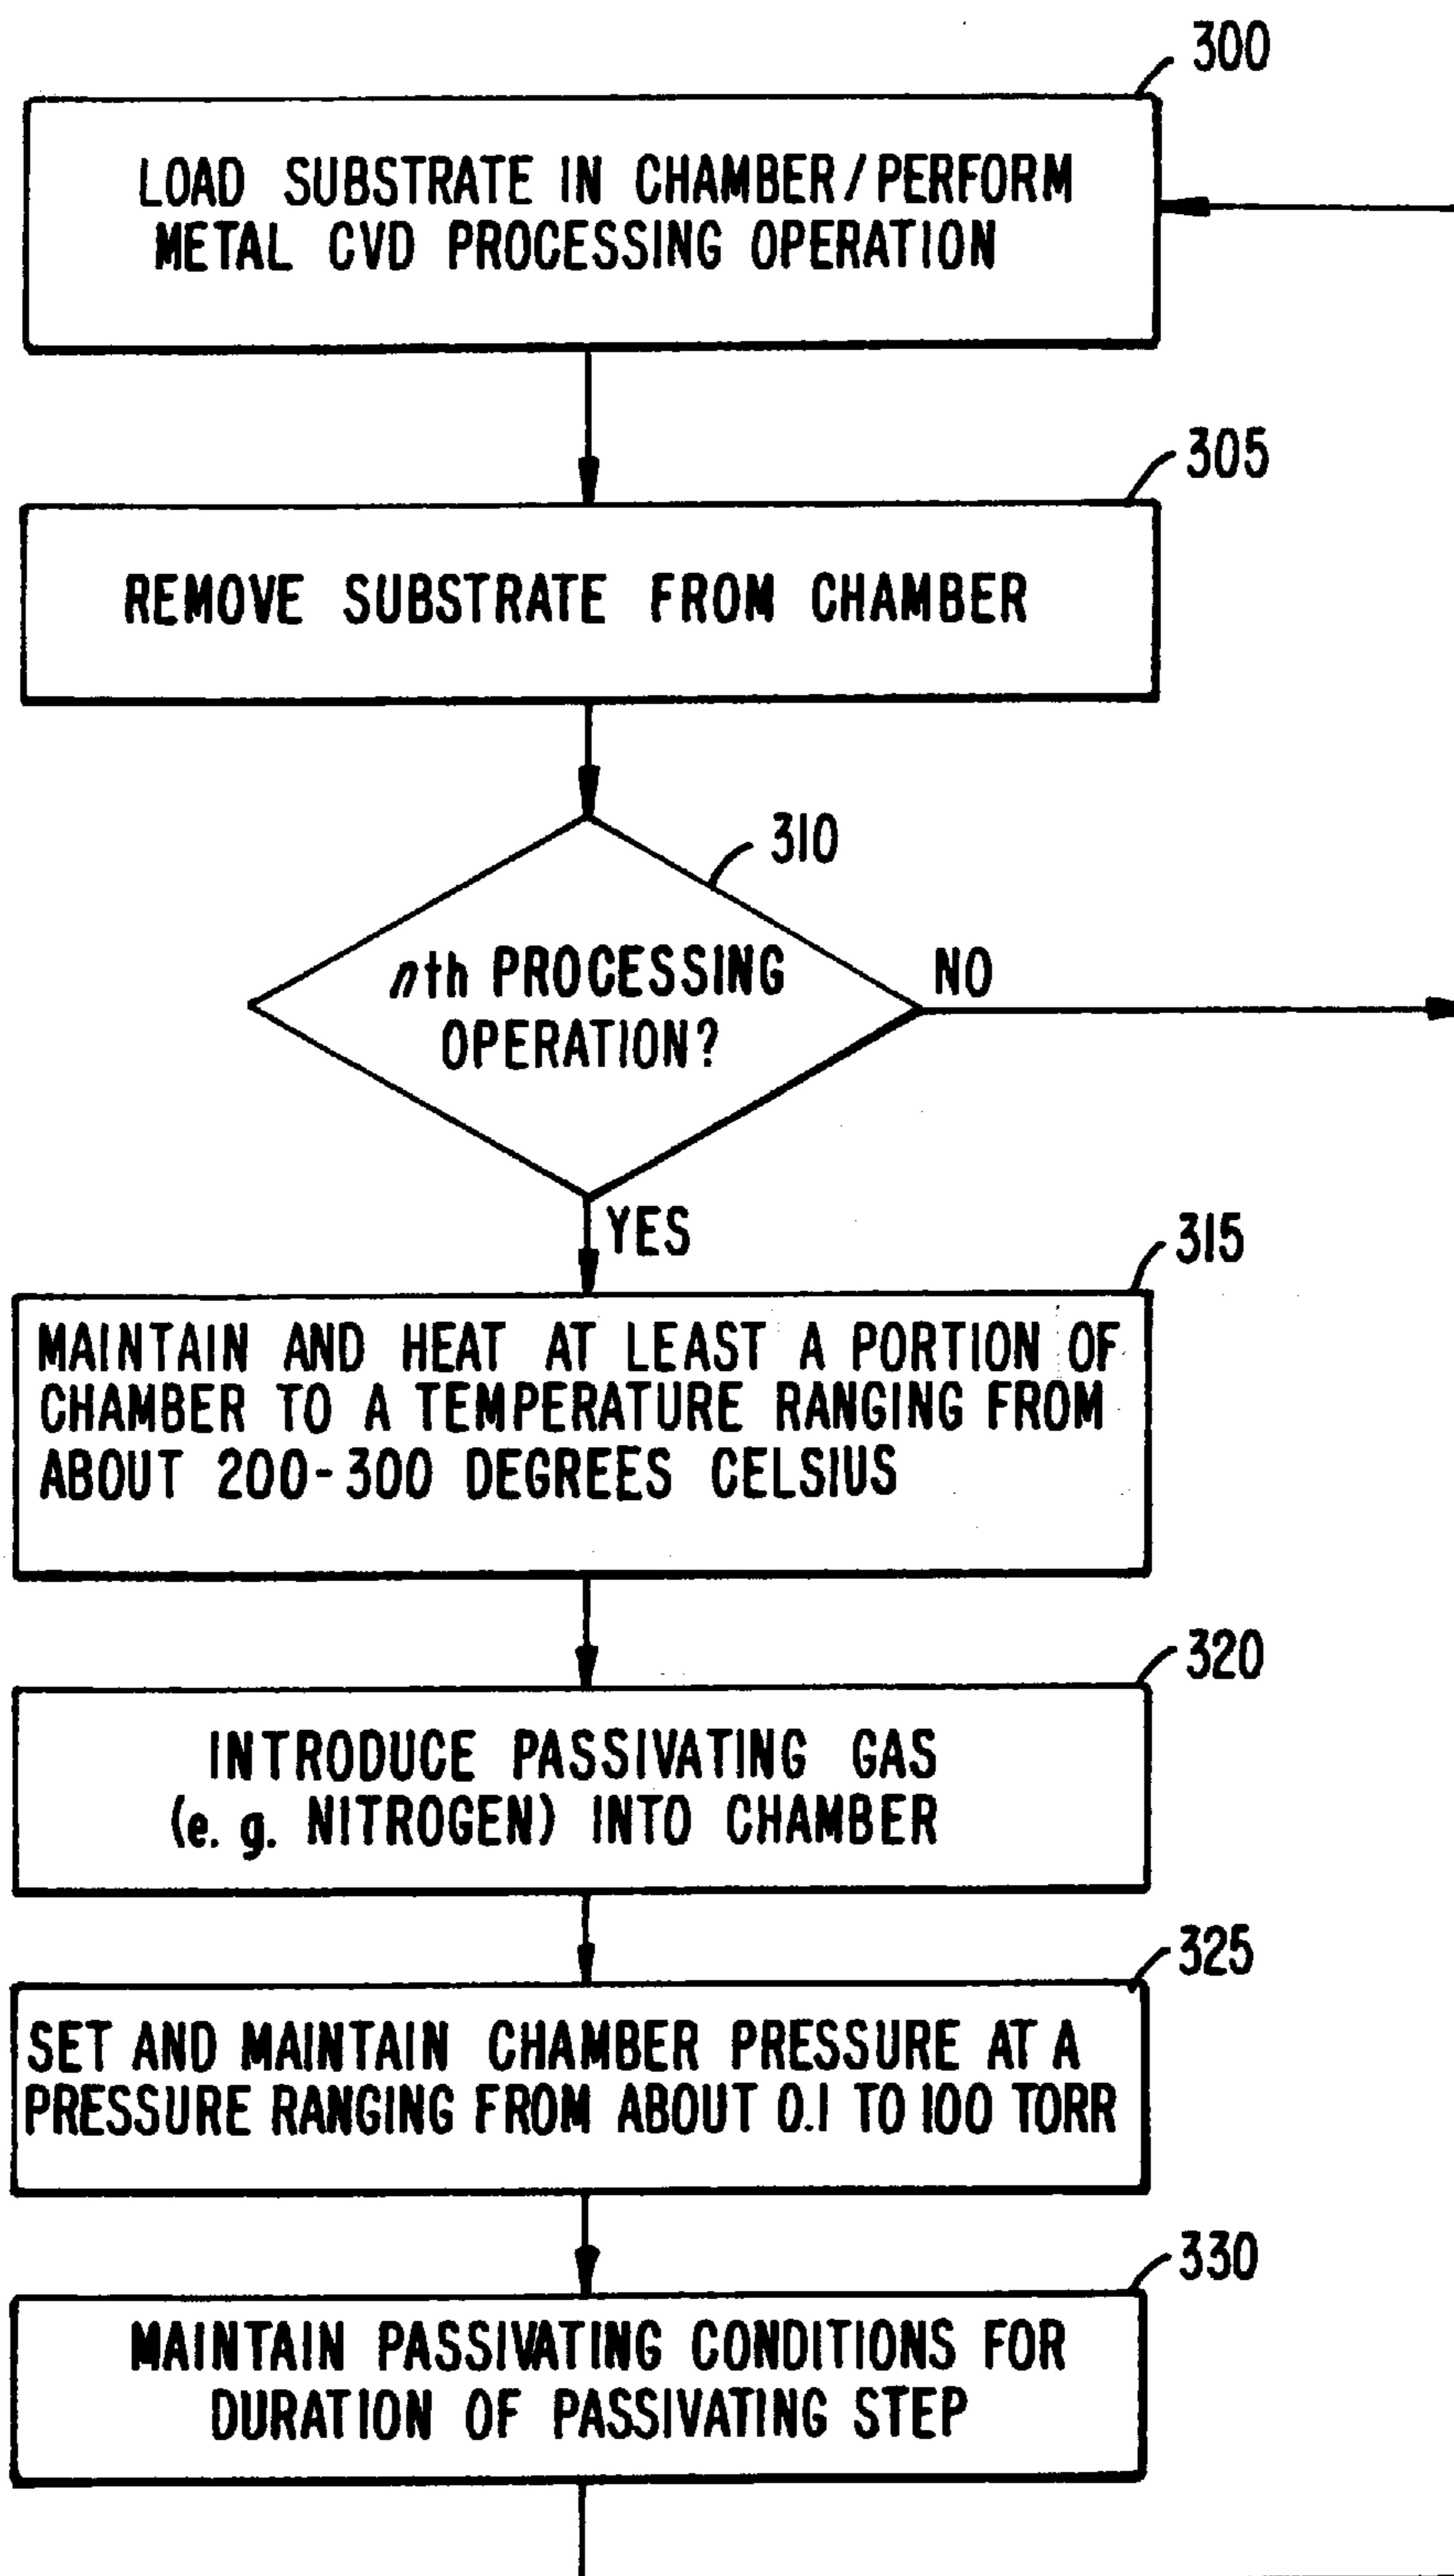 300
LOAD SUBSTRATE IN CHAMBER/PERFORM
METAL CVD PROCESSING OPERATION
305
REMOVE SUBSTRATE FROM CHAMBER
310
nth PROCESSING
OPERATION?
NO
YES
315
MAINTAIN AND HEAT AT LEAST A PORTION OF
CHAMBER TO A TEMPERATURE RANGING FROM
ABOUT 200-300 DEGREES CELSIUS
320
INTRODUCE PASSIVATING GAS
(e. g. NITROGEN) INTO CHAMBER
325
SET AND MAINTAIN CHAMBER PRESSURE AT A
PRESSURE RANGING FROM ABOUT 0.1 TO 100 TORR
330
MAINTAIN PASSIVATING CONDITIONS FOR
DURATION OF PASSIVATING STEP